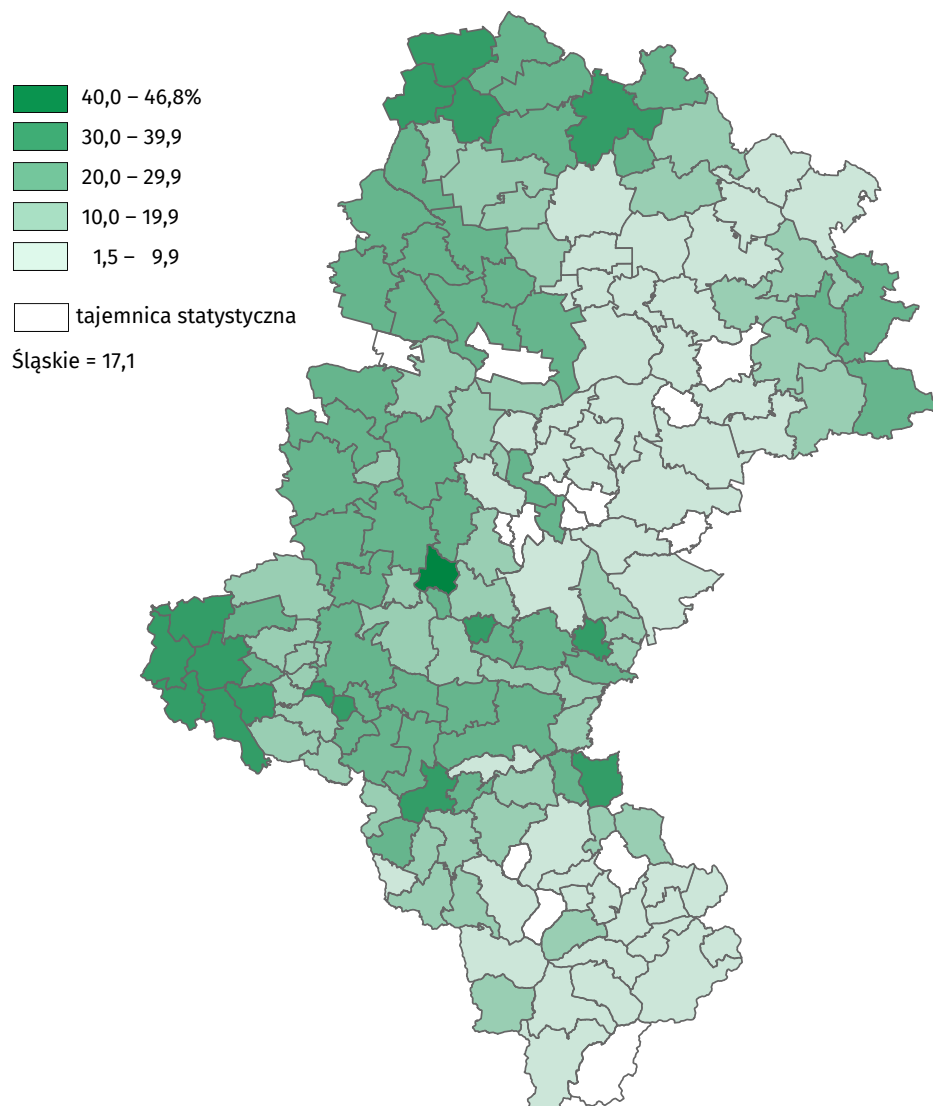 40,0 – 46,8%
30,0 – 39,9
20,0 – 29,9
10,0 – 19,9
1,5 – 9,9
tajemnica statystyczna
Śląskie = 17,1